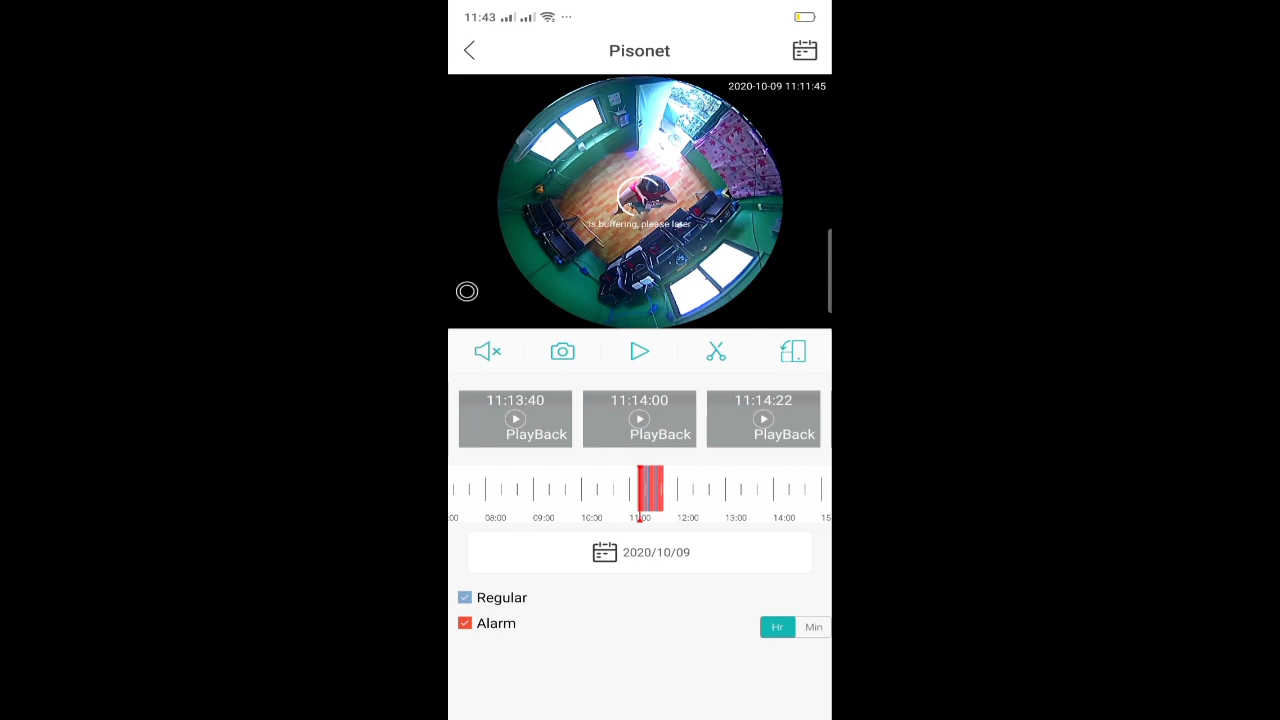 11:43
Pisonet
2020-10-09 11:11:45
Is buffering, please later
11:13:40
PlayBack
11:14:00
PlayBack
11:14:22
PlayBack
:00 08:00 09:00 10:00 11:00 12:00 13:00 14:00 15
2020/10/09
Regular
Alarm
Hr Min